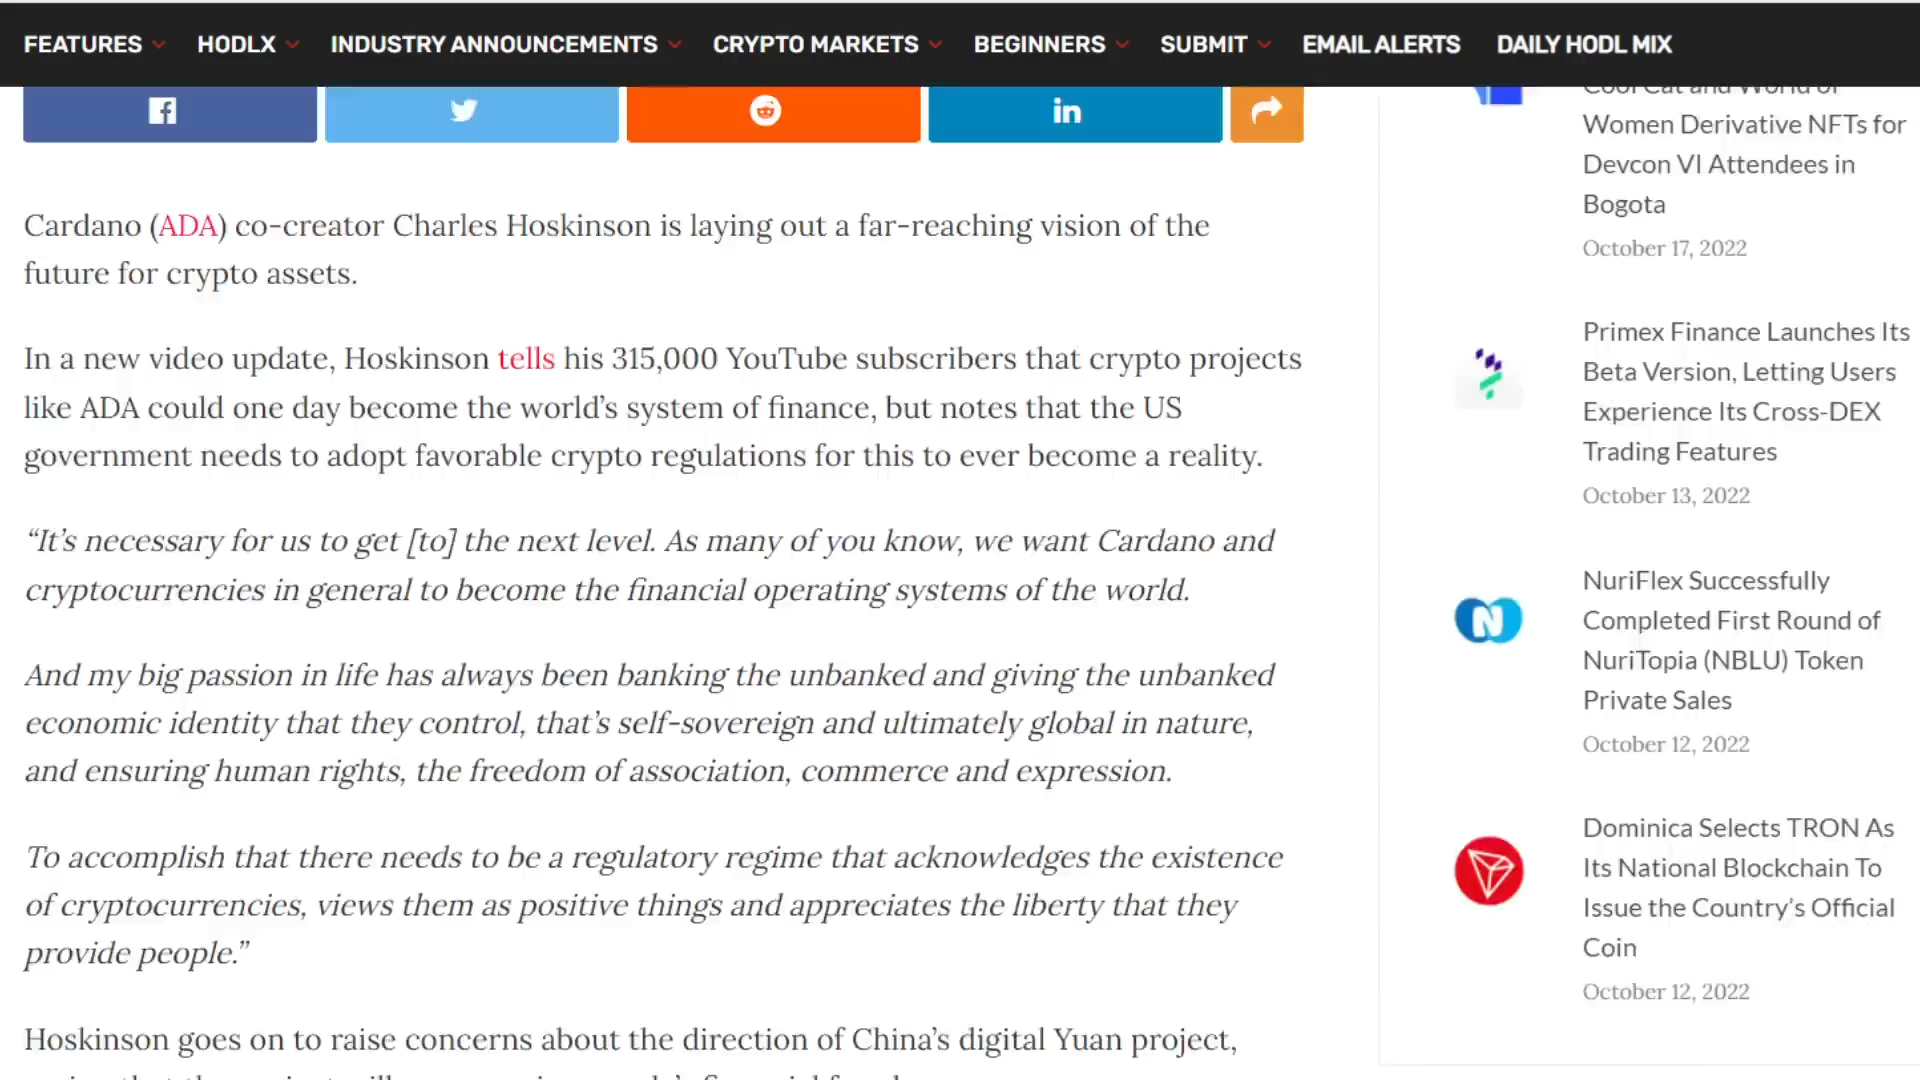 FEATURES HODLX INDUSTRY ANNOUNCEMENTS CRYPTO MARKETS BEGINNERS SUBMIT EMAIL ALERTS DAILY HODL MIX
Cardano (ADA) co-creator Charles Hoskinson is laying out a far-reaching vision of the
future for crypto assets.
In a new video update, Hoskinson tells his 315,000 YouTube subscribers that crypto projects
like ADA could one day become the world’s system of finance, but notes that the US
government needs to adopt favorable crypto regulations for this to ever become a reality.
“It’s necessary for us to get [to] the next level. As many of you know, we want Cardano and
cryptocurrencies in general to become the financial operating systems of the world.
And my big passion in life has always been banking the unbanked and giving the unbanked
economic identity that they control, that’s self-sovereign and ultimately global in nature,
and ensuring human rights, the freedom of association, commerce and expression.
To accomplish that there needs to be a regulatory regime that acknowledges the existence
of cryptocurrencies, views them as positive things and appreciates the liberty that they
provide people.”
Hoskinson goes on to raise concerns about the direction of China’s digital Yuan project,
Cool Cat and World of
Women Derivative NFTs for
Devcon VI Attendees in
Bogota
October 17, 2022
Primex Finance Launches Its
Beta Version, Letting Users
Experience Its Cross-DEX
Trading Features
October 13, 2022
NuriFlex Successfully
Completed First Round of
NuriTopia (NBLU) Token
Private Sales
October 12, 2022
Dominica Selects TRON As
Its National Blockchain To
Issue the Country’s Official
Coin
October 12, 2022